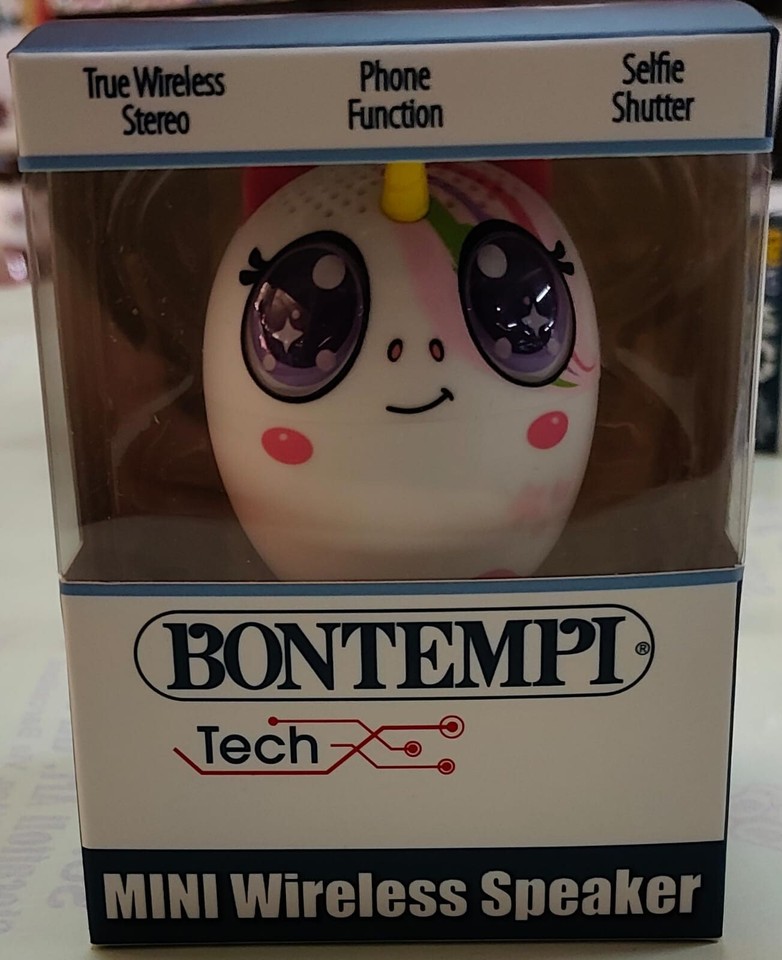 True Wireless
Stereo
Phone
Function
Selfie
Shutter
BONTEMPI®
Tech
MINI Wireless Speaker